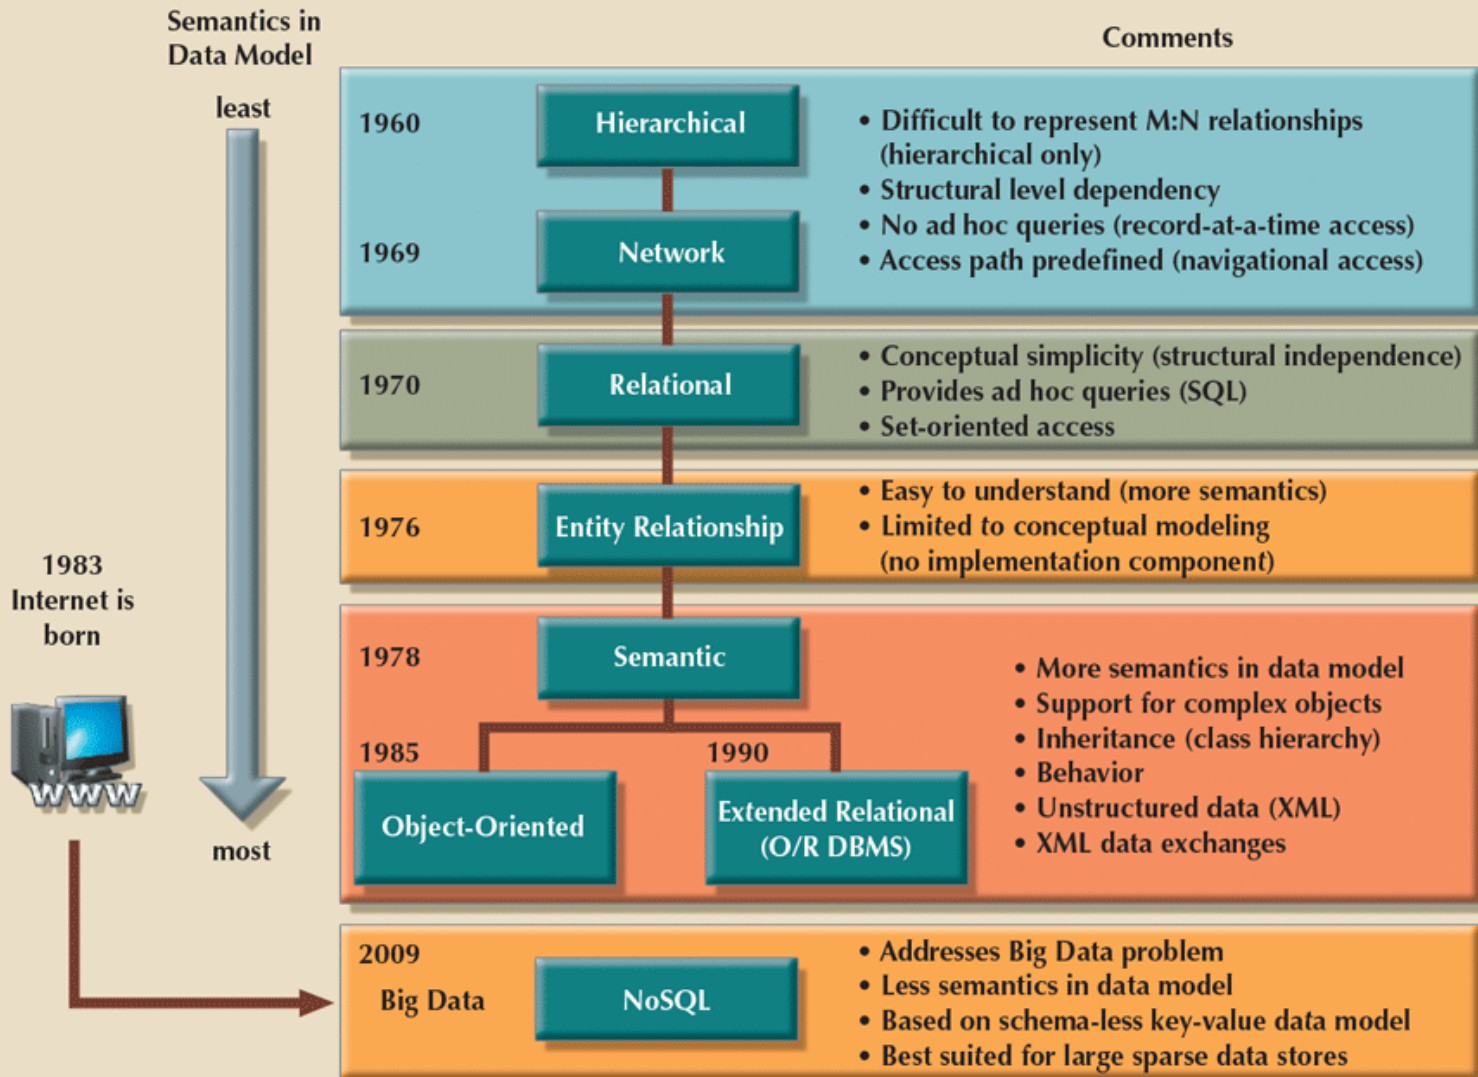 Semantics in
Data Model
Comments
least
1960
Hierarchical
• Difficult to represent M:N relationships
(hierarchical only)
• Structural level dependency
• No ad hoc queries (record-at-a-time access)
• Access path predefined (navigational access)
1969
Network
1970
Relational
• Conceptual simplicity (structural independence)
• Provides ad hoc queries (SQL)
• Set-oriented access
1976
Entity Relationship
• Easy to understand (more semantics)
• Limited to conceptual modeling
(no implementation component)
1983
Internet is
born
WWW
1978
Semantic
1985
Object-Oriented
1990
Extended Relational
(O/R DBMS)
• More semantics in data model
• Support for complex objects
• Inheritance (class hierarchy)
• Behavior
• Unstructured data (XML)
• XML data exchanges
most
2009
Big Data
NoSQL
• Addresses Big Data problem
• Less semantics in data model
• Based on schema-less key-value data model
• Best suited for large sparse data stores